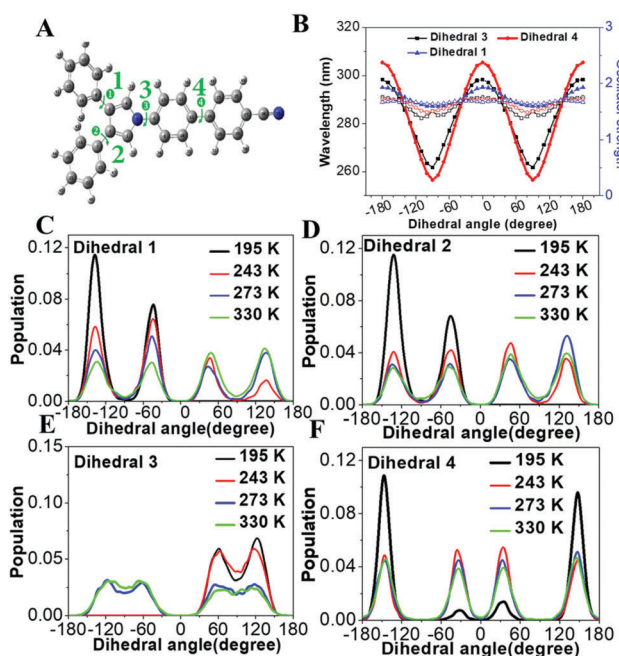 A
1
2
3
4
1
2
3
4
B
Dihedral 3
Dihedral 4
Dihedral 1
Wavelength (nm)
320
300
280
260
3
2
1
0
-180 -120 -60 0 60 120 180
Dihedral angle (degree)
C
Dihedral 1
195 K
243 K
273 K
330 K
Population
0.12
0.08
0.04
0.00
-180 -120 -60 0 60 120 180
Dihedral angle(degree)
D
Dihedral 2
195 K
243 K
273 K
330 K
Population
0.12
0.08
0.04
0.00
-180 -120 -60 0 60 120 180
Dihedral angle(degree)
E
Dihedral 3
195 K
243 K
273 K
330 K
Population
0.15
0.10
0.05
0.00
-180 -120 -60 0 60 120 180
Dihedral angle(degree)
F
Dihedral 4
195 K
243 K
273 K
330 K
Population
0.12
0.08
0.04
0.00
-180 -120 -60 0 60 120 180
Dihedral angle(degree)